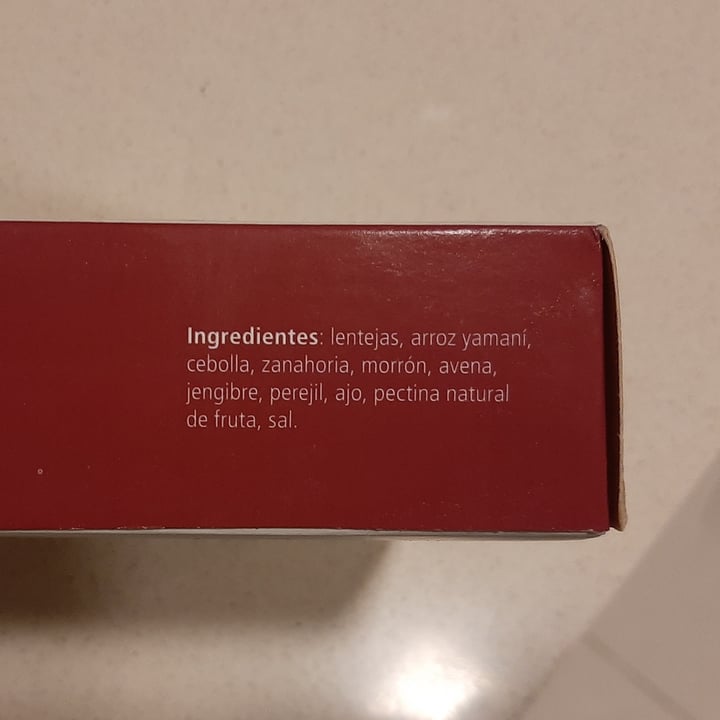 Ingredientes: lentejas, arroz yamaní,
cebolla, zanahoria, morrón, avena,
jengibre, perejil, ajo, pectina natural
de fruta, sal.